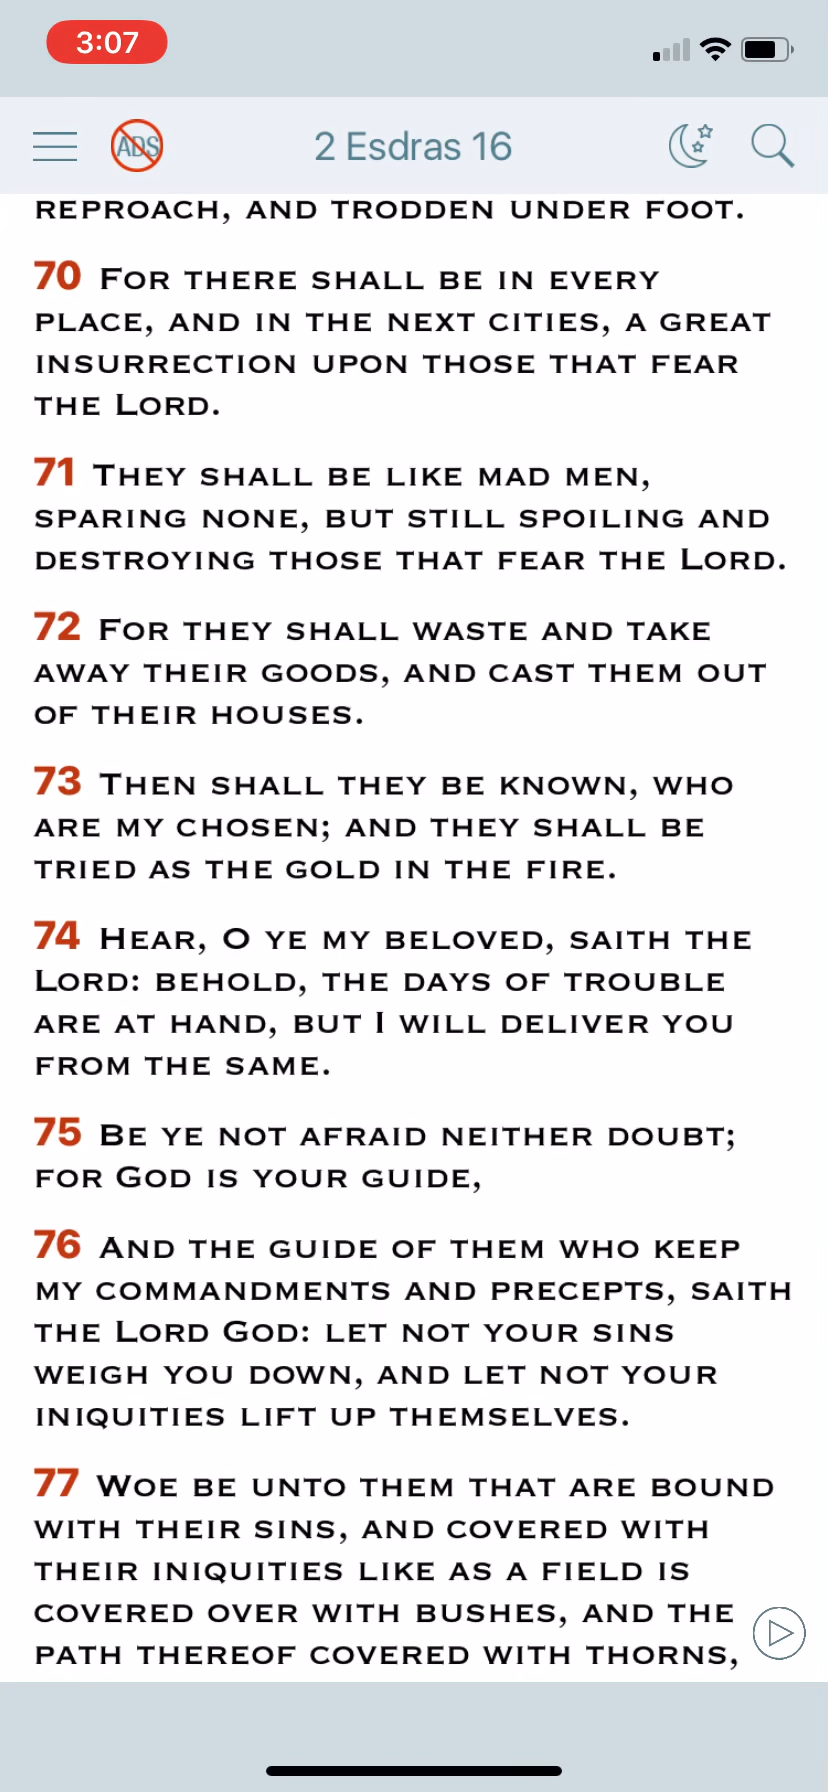 3:07
ADS
2 Esdras 16
REPROACH, AND TRODDEN UNDER FOOT.
70 FOR THERE SHALL BE IN EVERY
PLACE, AND IN THE NEXT CITIES, A GREAT
INSURRECTION UPON THOSE THAT FEAR
THE LORD.
71 THEY SHALL BE LIKE MAD MEN,
SPARING NONE, BUT STILL SPOILING AND
DESTROYING THOSE THAT FEAR THE LORD.
72 FOR THEY SHALL WASTE AND TAKE
AWAY THEIR GOODS, AND CAST THEM OUT
OF THEIR HOUSES.
73 THEN SHALL THEY BE KNOWN, WHO
ARE MY CHOSEN; AND THEY SHALL BE
TRIED AS THE GOLD IN THE FIRE.
74 HEAR, O YE MY BELOVED, SAITH THE
LORD: BEHOLD, THE DAYS OF TROUBLE
ARE AT HAND, BUT I WILL DELIVER YOU
FROM THE SAME.
75 BE YE NOT AFRAID NEITHER DOUBT;
FOR GOD IS YOUR GUIDE,
76 AND THE GUIDE OF THEM WHO KEEP
MY COMMANDMENTS AND PRECEPTS, SAITH
THE LORD GOD: LET NOT YOUR SINS
WEIGH YOU DOWN, AND LET NOT YOUR
INIQUITIES LIFT UP THEMSELVES.
77 WOE BE UNTO THEM THAT ARE BOUND
WITH THEIR SINS, AND COVERED WITH
THEIR INIQUITIES LIKE AS A FIELD IS
COVERED OVER WITH BUSHES, AND THE
PATH THEREOF COVERED WITH THORNS,